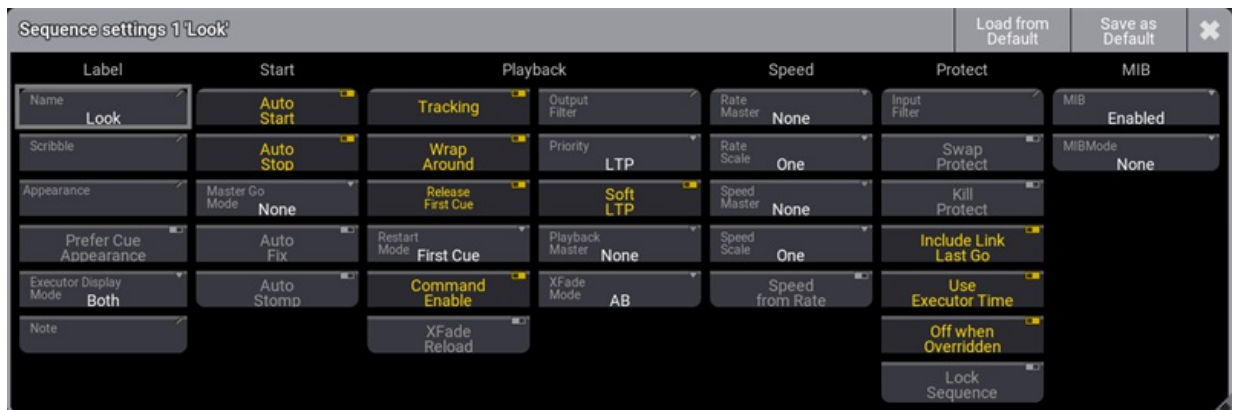 Sequence settings 1 'Look'
Load from
Default
Save as
Default
Label
Start
Playback
Speed
Protect
MIB
Name
Look
Auto
Start
Tracking
Output
Filter
Rate
Master None
Input
Filter
MIB
Enabled
Scribble
Auto
Stop
Wrap
Around
Priority
LTP
Rate
Scale One
Swap
Protect
MIBMode
None
Appearance
Master Go
Mode None
Release
First Cue
Soft
LTP
Speed
Master None
Kill
Protect
Prefer Cue
Appearance
Auto
Fix
Restart
Mode First Cue
Playback
Master None
Speed
Scale One
Include Link
Last Go
Executor Display
Mode Both
Auto
Stomp
Command
Enable
XFade
Mode AB
Speed
from Rate
Use
Executor Time
Note
XFade
Reload
Off when
Overridden
Lock
Sequence